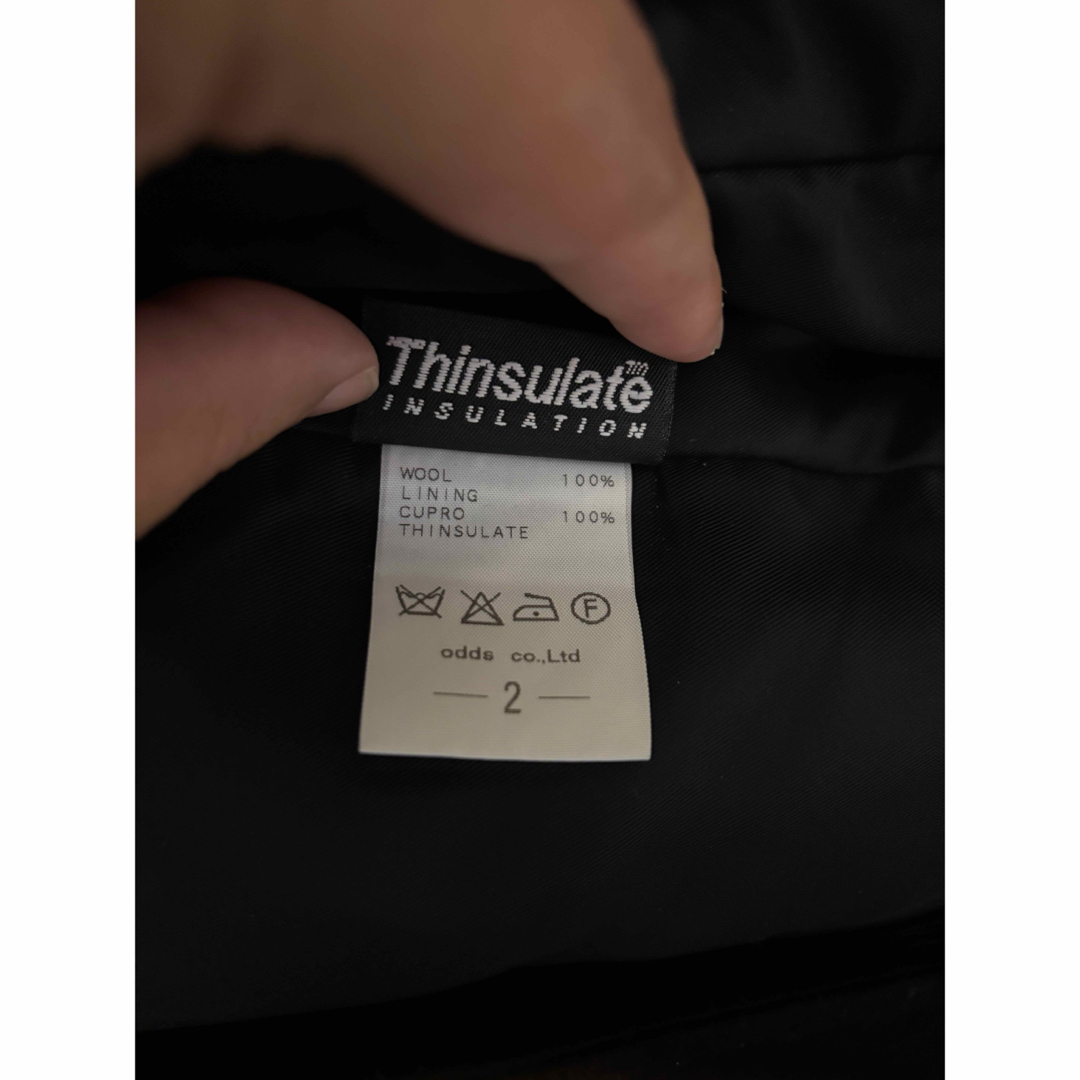 Thinsulate™
INSULATION
WOOL 100%
LINING
CUPRO 100%
THINSULATE
F
odds co.,Ltd
— 2 —